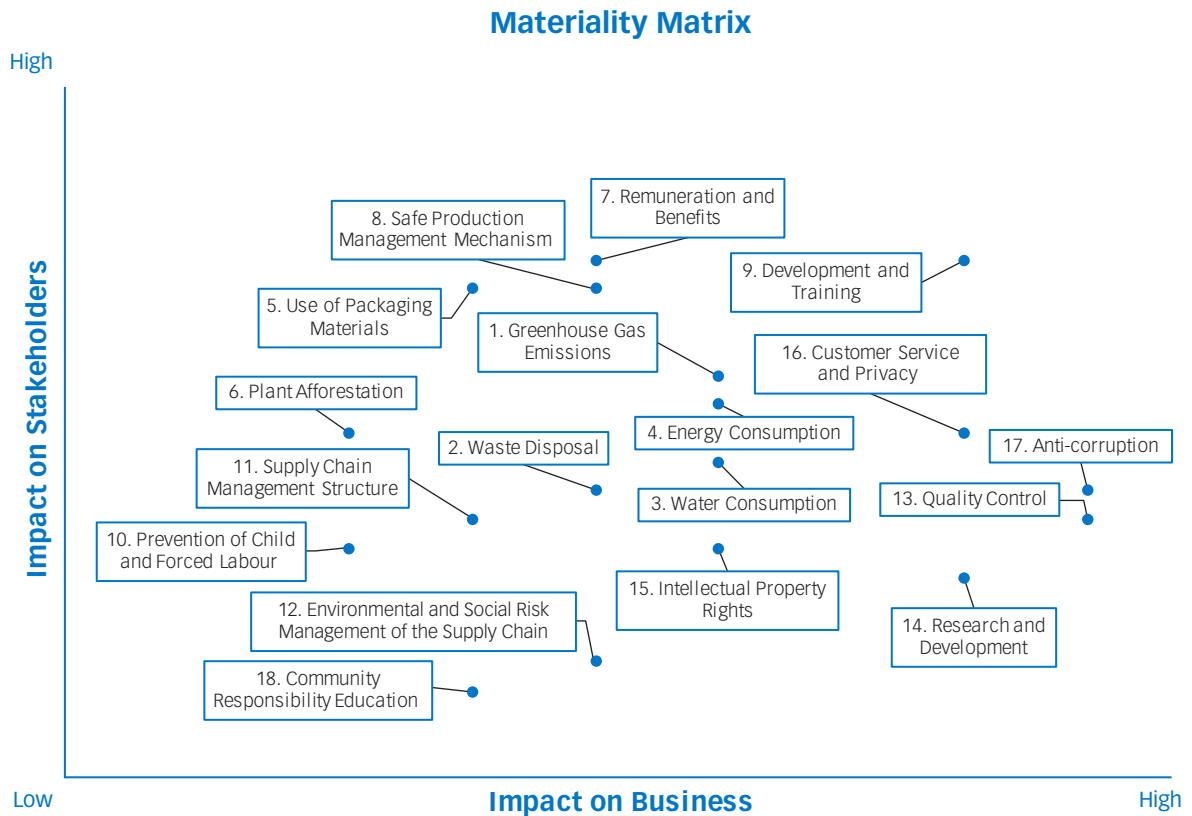 Materiality Matrix
High
Impact on Stakeholders
7. Remuneration and
Benefits
8. Safe Production
Management Mechanism
9. Development and
Training
5. Use of Packaging
Materials
1. Greenhouse Gas
Emissions
16. Customer Service
and Privacy
6. Plant Afforestation
4. Energy Consumption
2. Waste Disposal
17. Anti-corruption
11. Supply Chain
Management Structure
3. Water Consumption
13. Quality Control
10. Prevention of Child
and Forced Labour
15. Intellectual Property
Rights
12. Environmental and Social Risk
Management of the Supply Chain
14. Research and
Development
18. Community
Responsibility Education
Low
Impact on Business
High